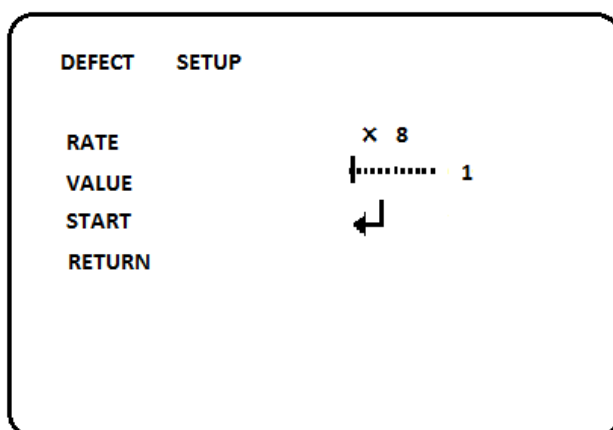 DEFECT SETUP
RATE × 8
VALUE 1
START
RETURN